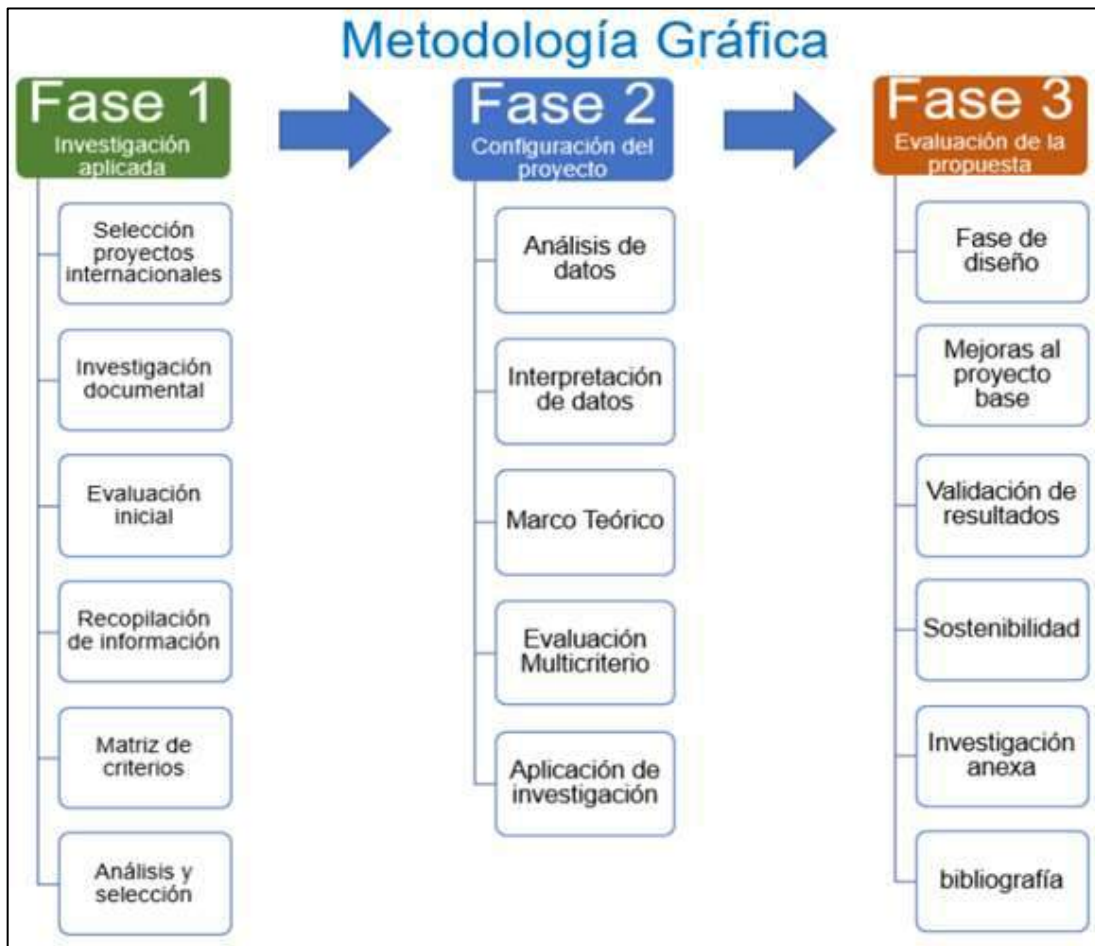 Metodología Gráfica
Fase 1
Investigación
aplicada
Selección
proyectos
internacionales
Investigación
documental
Evaluación
inicial
Recopilación
de información
Matriz de
criterios
Análisis y
selección
Fase 2
Configuración del
proyecto
Análisis de
datos
Interpretación
de datos
Marco Teórico
Evaluación
Multicriterio
Aplicación de
investigación
Fase 3
Evaluación de la
propuesta
Fase de
diseño
Mejoras al
proyecto
base
Validación de
resultados
Sostenibilidad
Investigación
anexa
bibliografía